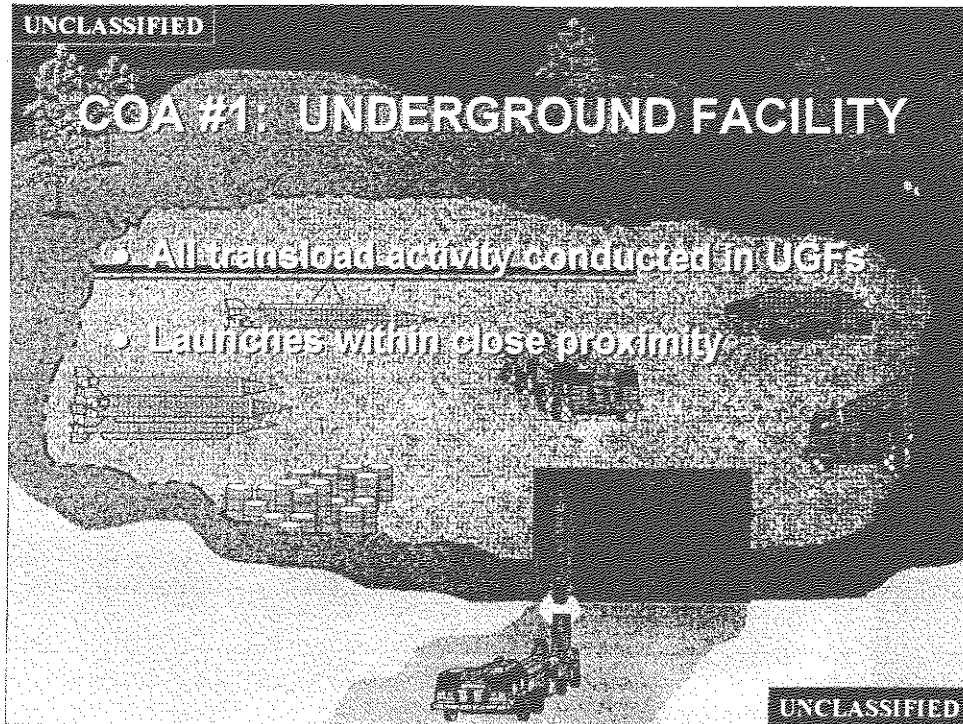 UNCLASSIFIED
COA #1: UNDERGROUND FACILITY
• All transload activity conducted in UGFs
• Launches within close proximity
UNCLASSIFIED